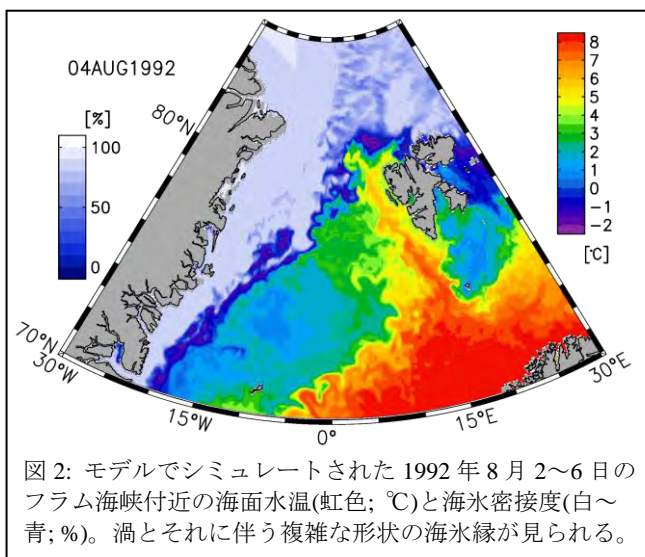 04AUG1992
[%]
100
50
0
80°N
70°N
30°W
15°W
0°
15°E
30°E
8
7
6
5
4
3
2
1
0
-1
-2
[℃]
図 2: モデルでシミュレートされた 1992 年 8 月 2～6 日の
フラム海峡付近の海面水温(虹色; ℃)と海氷密接度(白～
青; %)。渦とそれに伴う複雑な形状の海氷縁が見られる。